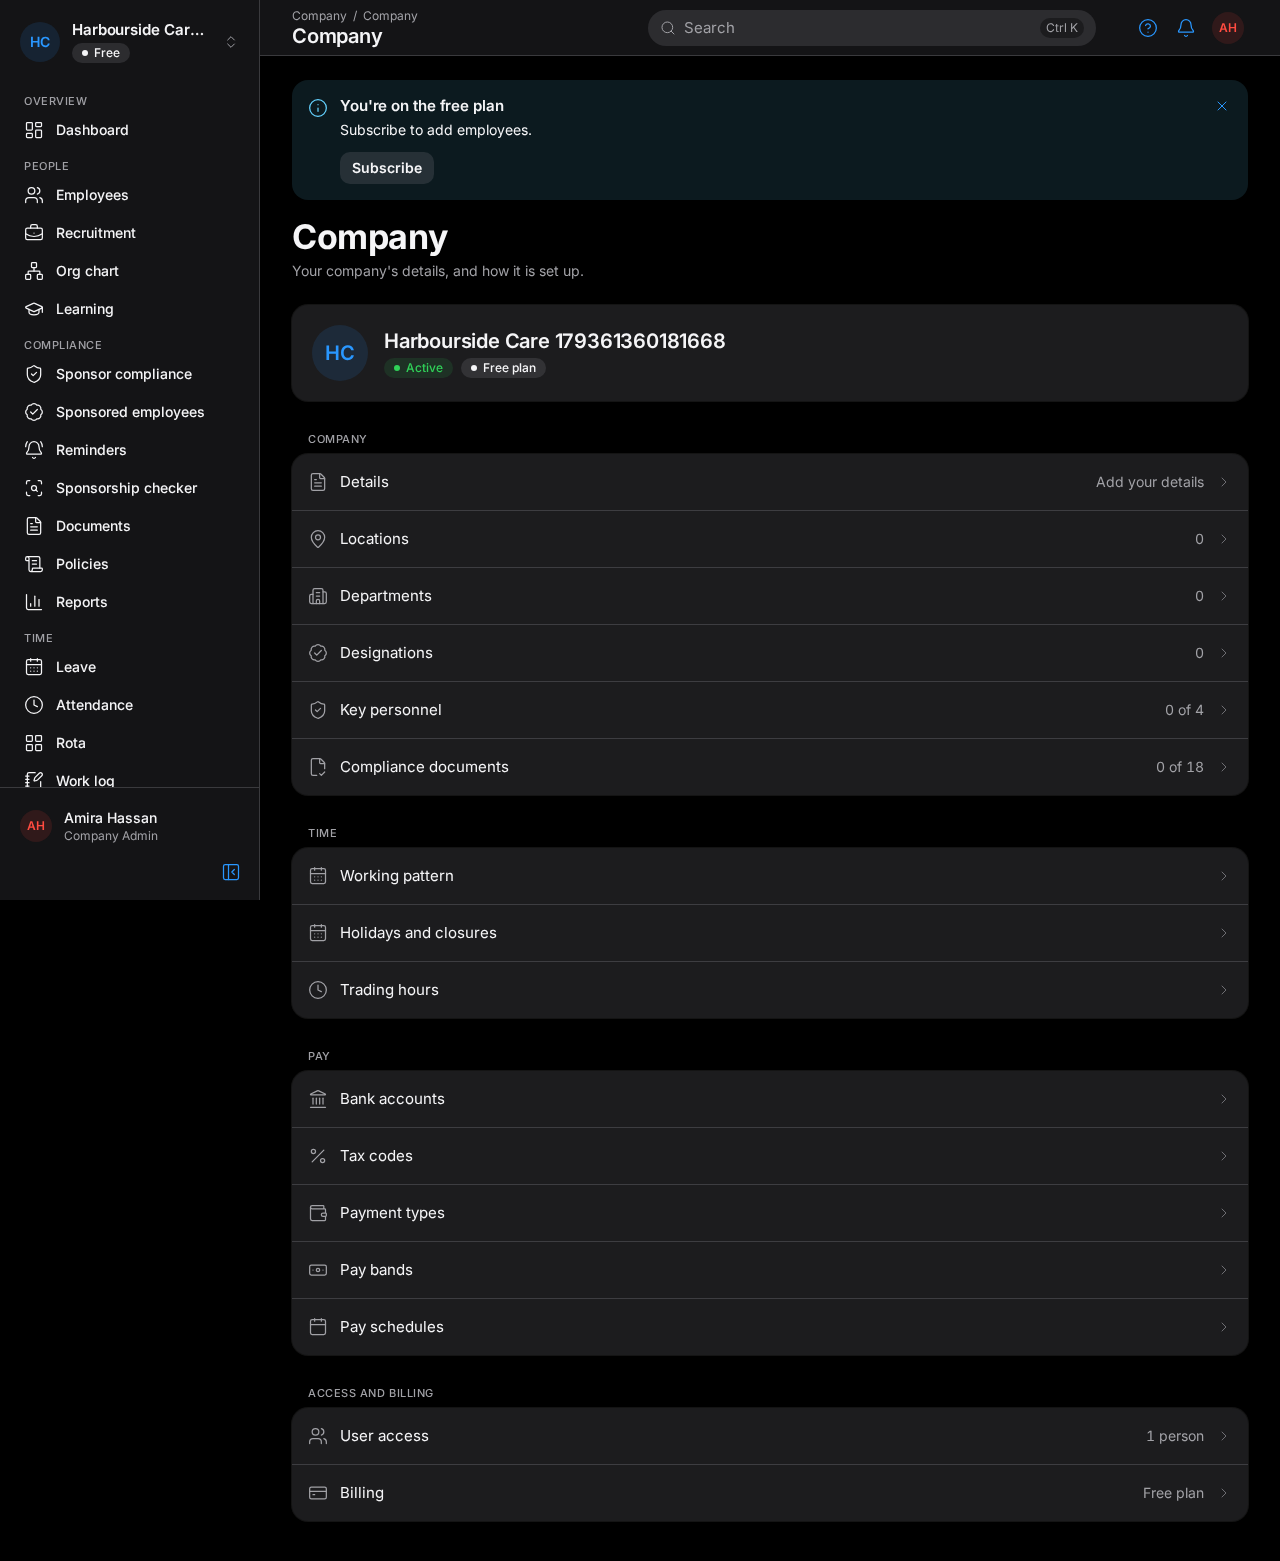 HC
Harbourside Car...
Free
OVERVIEW
Dashboard
PEOPLE
Employees
Recruitment
Org chart
Learning
COMPLIANCE
Sponsor compliance
Sponsored employees
Reminders
Sponsorship checker
Documents
Policies
Reports
TIME
Leave
Attendance
Rota
Work log
AH
Amira Hassan
Company Admin
Company / Company
Company
Search
Ctrl K
AH
You're on the free plan
Subscribe to add employees.
Subscribe
Company
Your company's details, and how it is set up.
HC
Harbourside Care 179361360181668
Active
Free plan
COMPANY
Details Add your details
Locations 0
Departments 0
Designations 0
Key personnel 0 of 4
Compliance documents 0 of 18
TIME
Working pattern
Holidays and closures
Trading hours
PAY
Bank accounts
Tax codes
Payment types
Pay bands
Pay schedules
ACCESS AND BILLING
User access 1 person
Billing Free plan